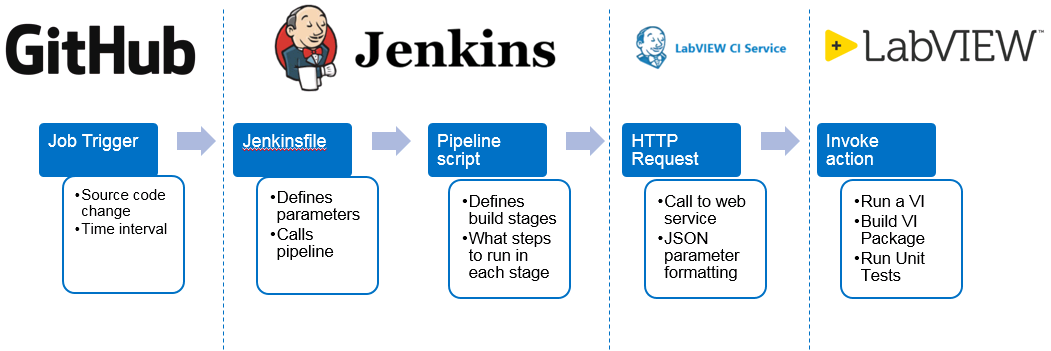 GitHub
Jenkins
LabVIEW CI Service
LabVIEW™
Job Trigger
• Source code
change
• Time interval
Jenkinsfile
• Defines
parameters
• Calls
pipeline
Pipeline
script
• Defines
build stages
• What steps
to run in
each stage
HTTP
Request
• Call to web
service
• JSON
parameter
formatting
Invoke
action
• Run a VI
• Build VI
Package
• Run Unit
Tests